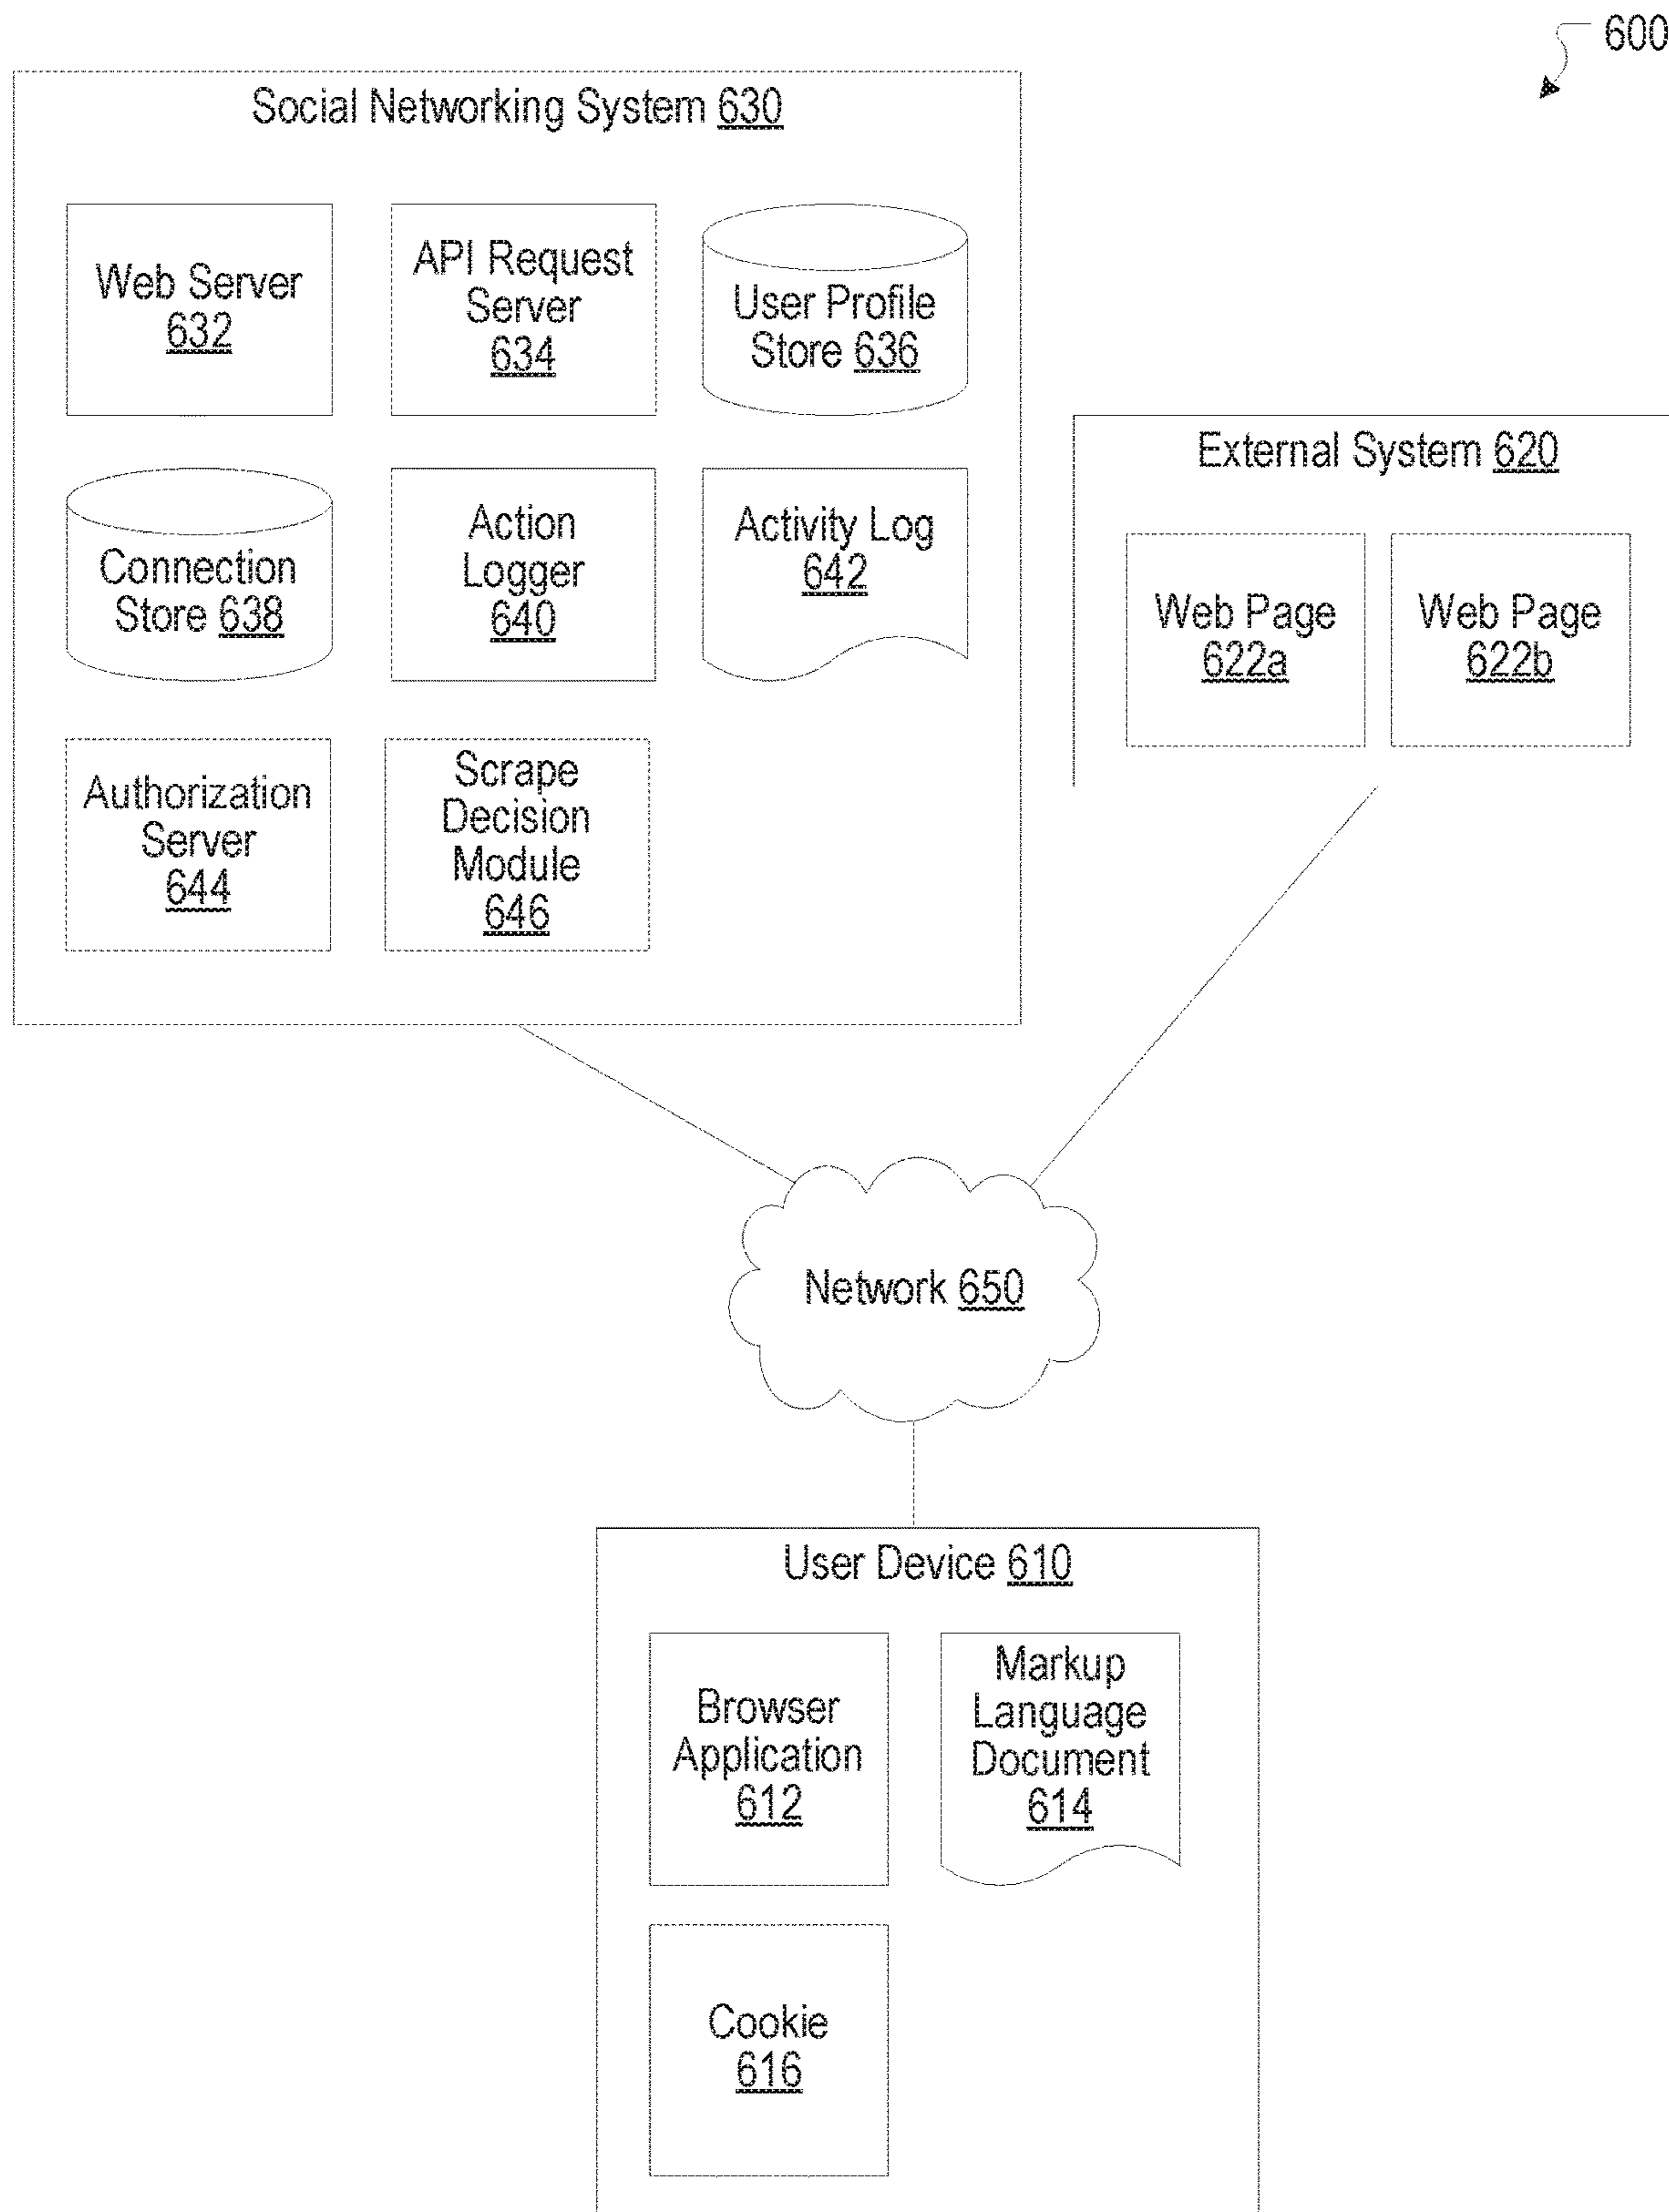 600
Social Networking System 630
Web Server
632
API Request
Server
634
User Profile
Store 636
Connection
Store 638
Action
Logger
640
Activity Log
642
Authorization
Server
644
Scrape
Decision
Module
646
External System 620
Web Page
622a
Web Page
622b
Network 650
User Device 610
Browser
Application
612
Markup
Language
Document
614
Cookie
616